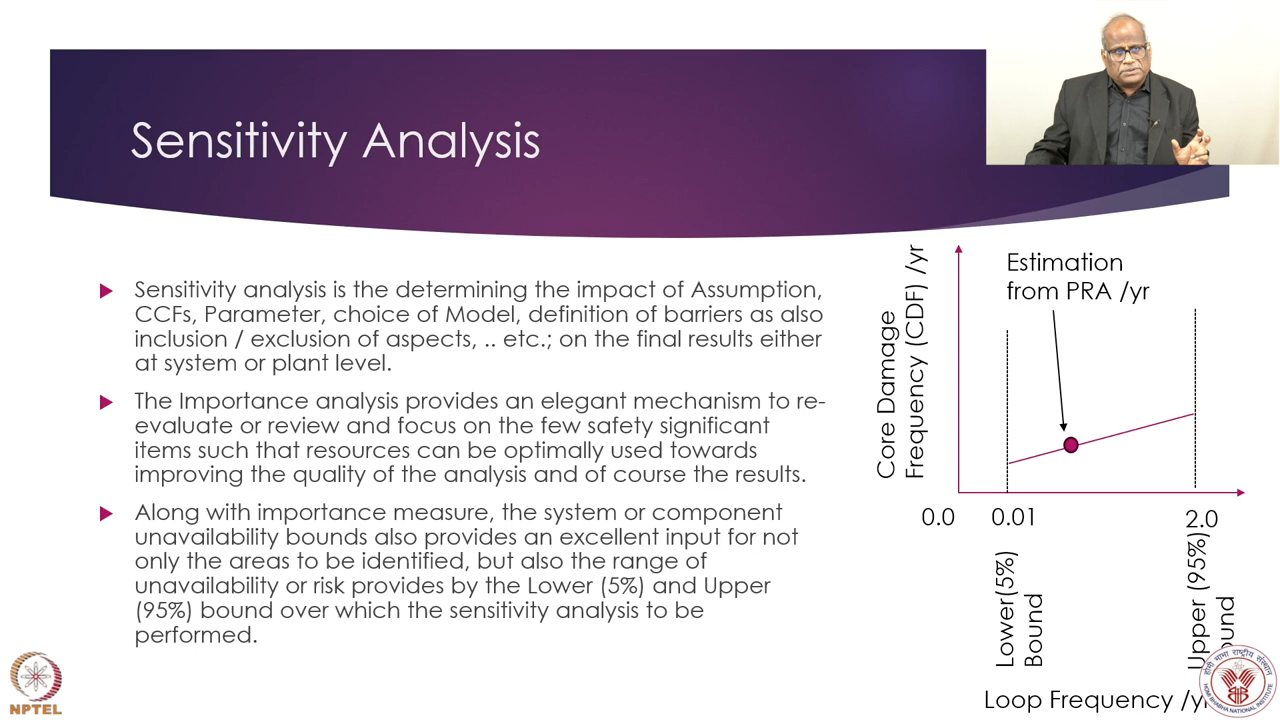 Sensitivity Analysis
Sensitivity analysis is the determining the impact of Assumption,
CCFs, Parameter, choice of Model, definition of barriers as also
inclusion / exclusion of aspects, .. etc.; on the final results either
at system or plant level.
The Importance analysis provides an elegant mechanism to re-
evaluate or review and focus on the few safety significant
items such that resources can be optimally used towards
improving the quality of the analysis and of course the results.
Along with importance measure, the system or component
unavailability bounds also provides an excellent input for not
only the areas to be identified, but also the range of
unavailability or risk provides by the Lower (5%) and Upper
(95%) bound over which the sensitivity analysis to be
performed.
Core Damage
Frequency (CDF) /yr
Estimation
from PRA /yr
0.0
0.01
2.0
Lower(5%)
Bound
Upper (95%)
Loop Frequency /yr
NPTEL
होमी भाभा राष्ट्रीय संस्थान
HOMI BHABHA NATIONAL INSTITUTE